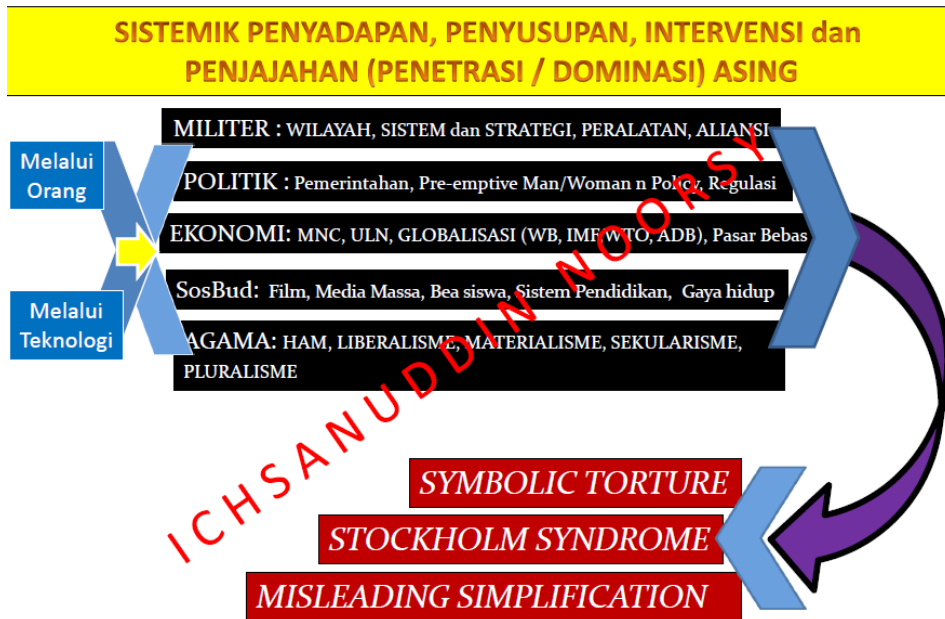 SISTEMIK PENYADAPAN, PENYUSUPAN, INTERVENSI dan
PENJAJAHAN (PENETRASI / DOMINASI) ASING
Melalui
Orang
Melalui
Teknologi
MILITER : WILAYAH, SISTEM dan STRATEGI, PERALATAN, ALIANSI
POLITIK : Pemerintahan, Pre-emptive Man/Woman n Policy, Regulasi
EKONOMI: MNC, ULN, GLOBALISASI (WB, IMF,WTO, ADB), Pasar Bebas
SosBud: Film, Media Massa, Bea siswa, Sistem Pendidikan, Gaya hidup
AGAMA: HAM, LIBERALISME, MATERIALISME, SEKULARISME,
PLURALISME
ICHSANUDDIN NOORSY
SYMBOLIC TORTURE
STOCKHOLM SYNDROME
MISLEADING SIMPLIFICATION